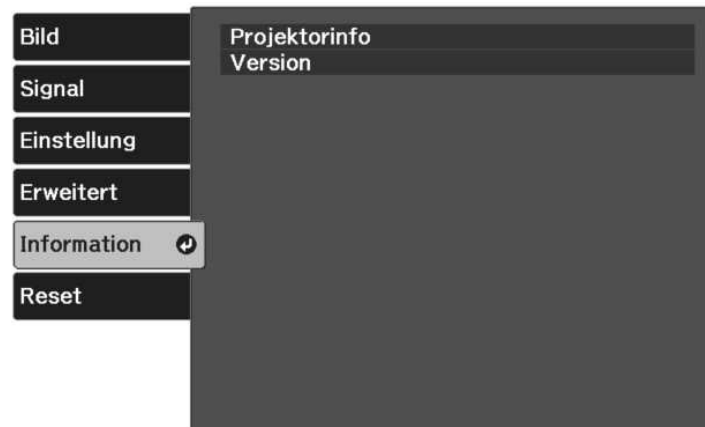 Bild
Signal
Einstellung
Erweitert
Information
Reset
Projektorinfo
Version